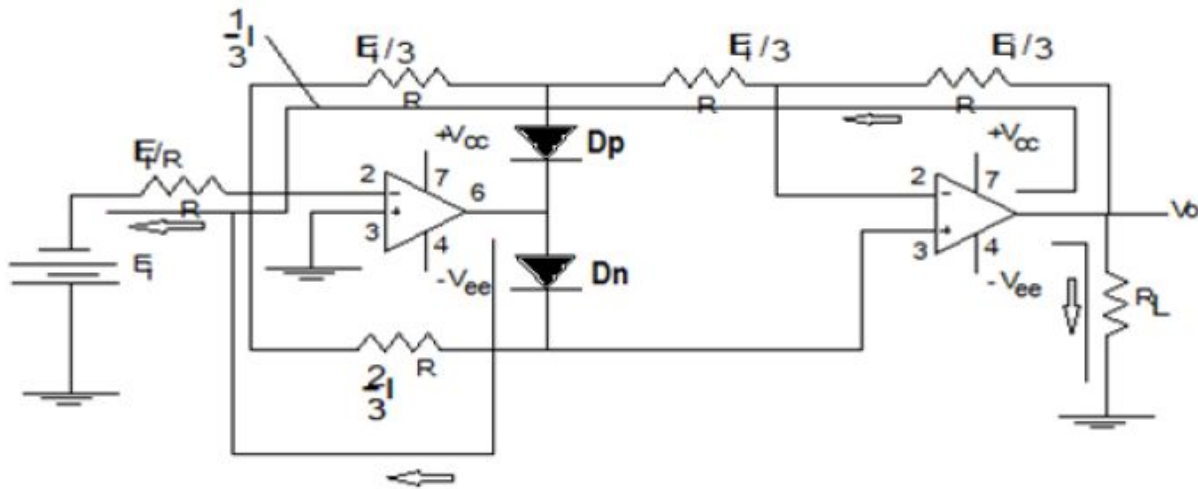 1/3 I
Ei/3
Ei/3
Ei/3
R
R
R
+Vcc
Dp
+Vcc
Ei/R
R
2
-
7
6
+
3
4
-Vee
2
-
7
+
3
4
-Vee
Vo
Ei
Dn
RL
R
2/3 I